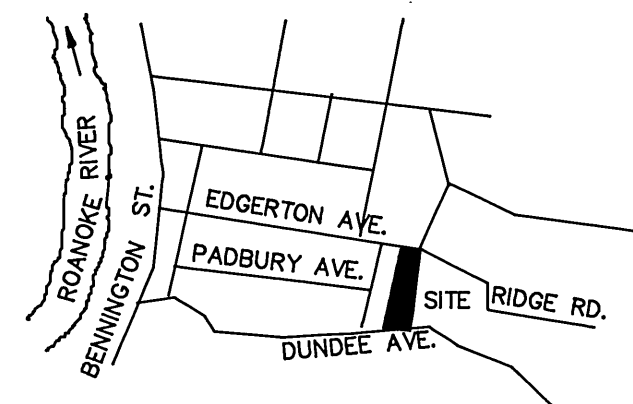 ROANOKE RIVER
BENNINGTON ST.
EDGERTON AVE.
PADBURY AVE.
SITE
RIDGE RD.
DUNDEE AVE.